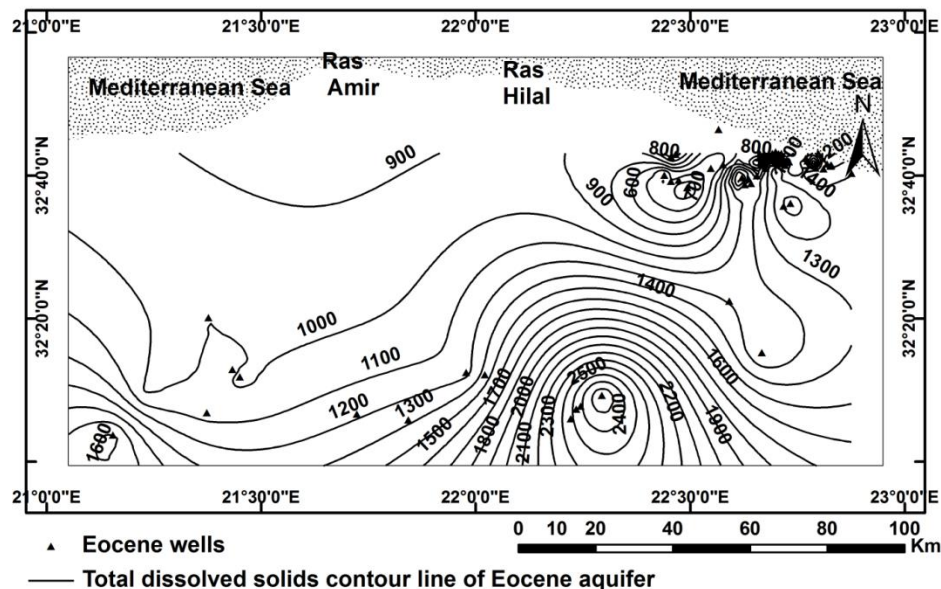 21°0'0"E 21°30'0"E 22°0'0"E 22°30'0"E 23°0'0"E
Ras Amir
Ras Hilal
Mediterranean Sea
Mediterranean Sea
N
32°40'0"N
32°40'0"N
32°20'0"N
32°20'0"N
900
800
800
200
600
900
400
1300
1400
1000
1100
1200
1300
1500
1600
1700
1800
2000
2100
2300
2500
2400
2200
1900
1600
21°0'0"E 21°30'0"E 22°0'0"E 22°30'0"E 23°0'0"E
Eocene wells
0 10 20 40 60 80 100
Km
Total dissolved solids contour line of Eocene aquifer